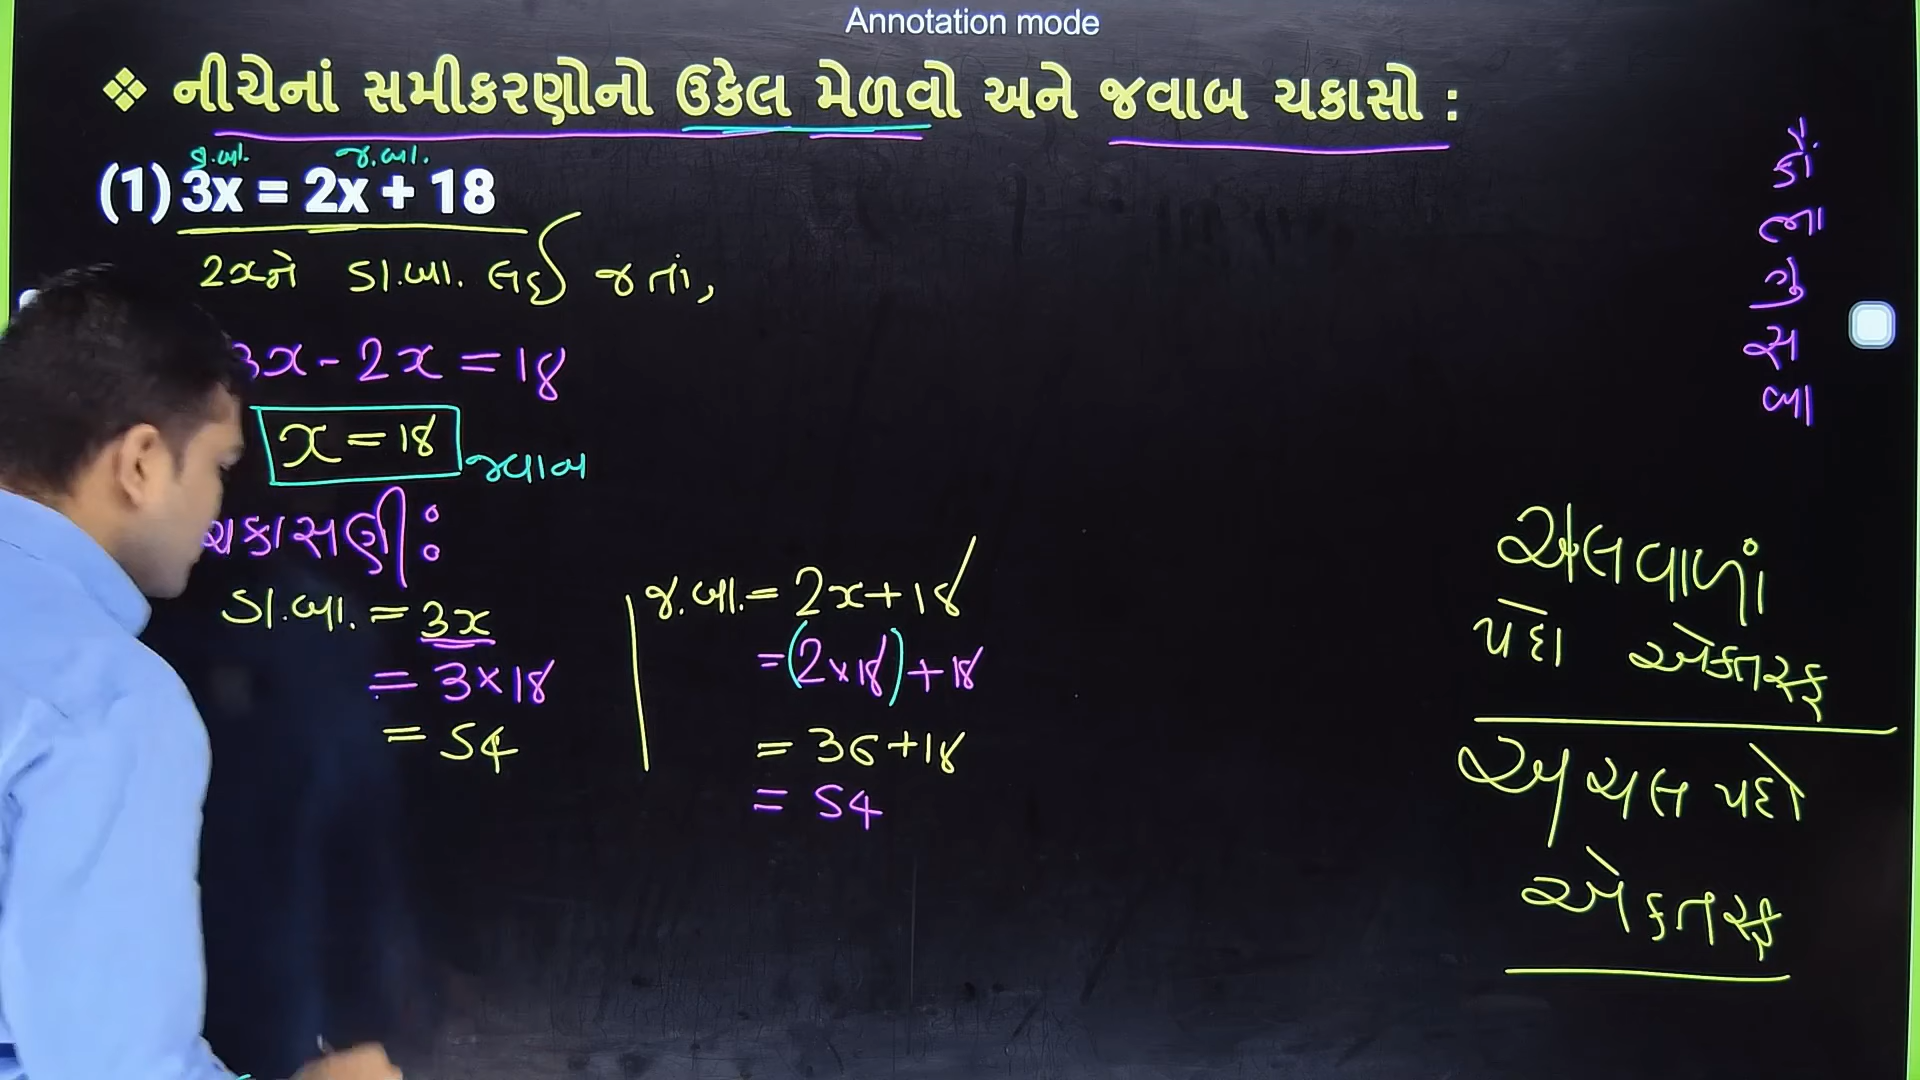 Annotation mode
❖ નીચેનાં સમીકરણોનો ઉકેલ મેળવો અને જવાબ ચકાસો :
ડા.બા. જ.બા.
(1) 3x = 2x + 18
2xને ડા.બા. લઈ જતાં,
3x - 2x = 18
x = 18 જવાબ
ચકાસણી :
ડા.બા. = 3x
= 3 × 18
= 54
જ.બા. = 2x + 18
= (2 × 18) + 18
= 36 + 18
= 54
કૌં
ભા
ગુ
સ
બા
ચલવાળાં
પદો એકતરફ
અચલ પદો
એકતરફ